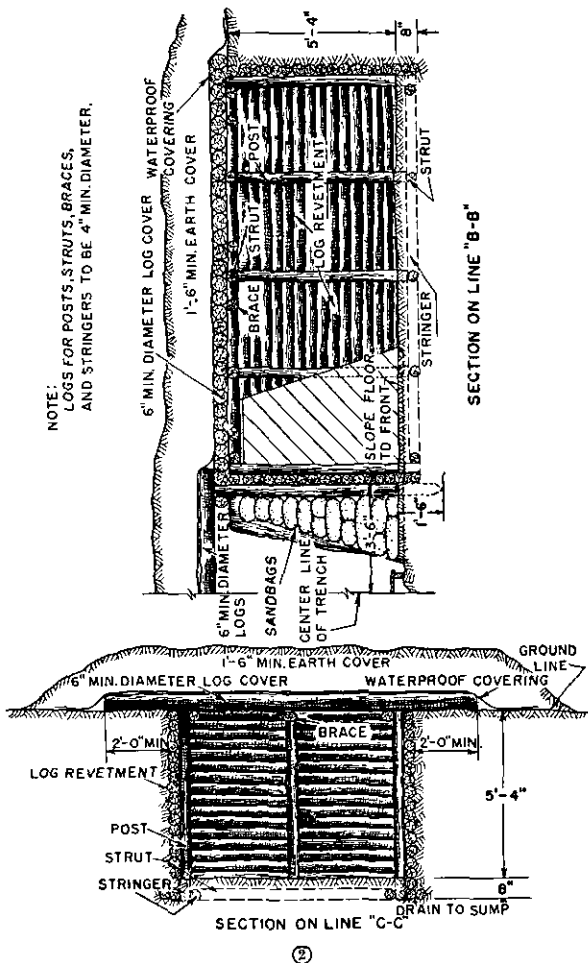 NOTE:
LOGS FOR POSTS, STRUTS, BRACES,
AND STRINGERS TO BE 4" MIN. DIAMETER.
6" MIN. DIAMETER LOG COVER
WATERPROOF
COVERING
1'-6" MIN. EARTH COVER
BRACE
STRUT
POST
LOG REVETMENT
5'-4"
8"
STRUT
STRINGER
SLOPE FLOOR
TO FRONT
3'-6"
1'-6"
6" MIN. DIAMETER
LOGS
SANDBAGS
CENTER LINE
OF TRENCH
SECTION ON LINE "B-B"
1'-6" MIN. EARTH COVER
6" MIN. DIAMETER LOG COVER
WATERPROOF COVERING
GROUND
LINE
BRACE
2'-0" MIN.
2'-0" MIN.
LOG REVETMENT
5'-4"
POST
STRUT
STRINGER
8"
DRAIN TO SUMP
SECTION ON LINE "C-C"
②